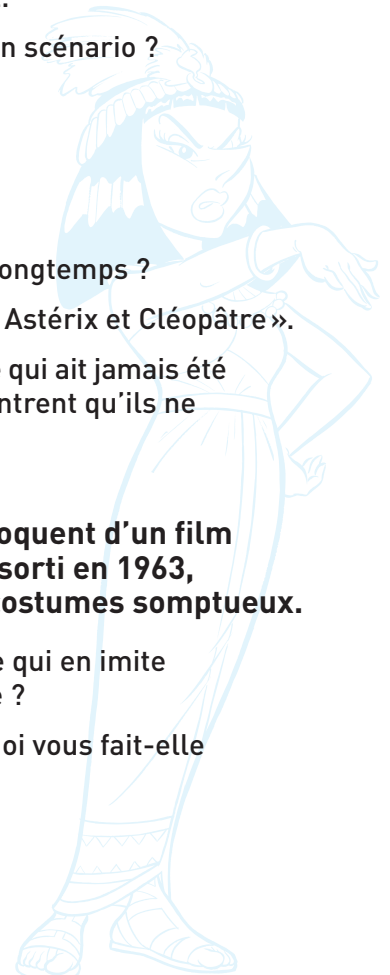 .
n scénario ?
ongtemps ?
Astérix et Cléopâtre ».
qui ait jamais été
ntrent qu'ils ne
oquent d'un film
sorti en 1963,
ostumes somptueux.
e qui en imite
e ?
oi vous fait-elle